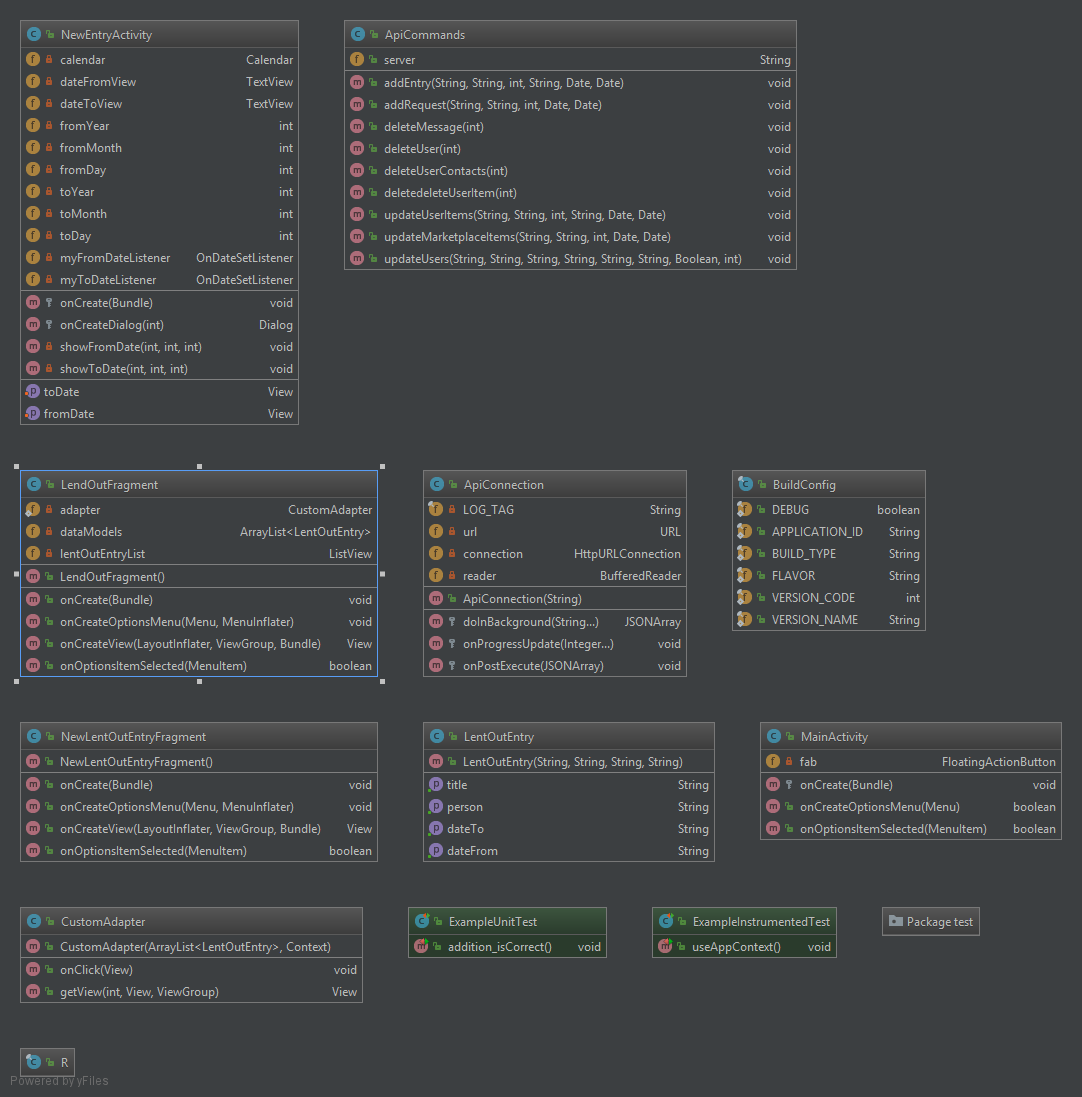 NewEntryActivity
calendar Calendar
dateFromView TextView
dateToView TextView
fromYear int
fromMonth int
fromDay int
toYear int
toMonth int
toDay int
myFromDateListener OnDateSetListener
myToDateListener OnDateSetListener
onCreate(Bundle) void
onCreateDialog(int) Dialog
showFromDate(int, int, int) void
showToDate(int, int, int) void
toDate View
fromDate View
ApiCommands
server String
addEntry(String, String, int, String, Date, Date) void
addRequest(String, String, int, Date, Date) void
deleteMessage(int) void
deleteUser(int) void
deleteUserContacts(int) void
deletedeleteUserItem(int) void
updateUserItems(String, String, int, String, Date, Date) void
updateMarketplaceItems(String, String, int, Date, Date) void
updateUsers(String, String, String, String, String, String, Boolean, int) void
LendOutFragment
adapter CustomAdapter
dataModels ArrayList<LentOutEntry>
lentOutEntryList ListView
LendOutFragment()
onCreate(Bundle) void
onCreateOptionsMenu(Menu, MenuInflater) void
onCreateView(LayoutInflater, ViewGroup, Bundle) View
onOptionsItemSelected(MenuItem) boolean
ApiConnection
LOG_TAG String
url URL
connection HttpURLConnection
reader BufferedReader
ApiConnection(String)
doInBackground(String...) JSONArray
onProgressUpdate(Integer...) void
onPostExecute(JSONArray) void
BuildConfig
DEBUG boolean
APPLICATION_ID String
BUILD_TYPE String
FLAVOR String
VERSION_CODE int
VERSION_NAME String
NewLentOutEntryFragment
NewLentOutEntryFragment()
onCreate(Bundle) void
onCreateOptionsMenu(Menu, MenuInflater) void
onCreateView(LayoutInflater, ViewGroup, Bundle) View
onOptionsItemSelected(MenuItem) boolean
LentOutEntry
LentOutEntry(String, String, String, String)
title String
person String
dateTo String
dateFrom String
MainActivity
fab FloatingActionButton
onCreate(Bundle) void
onCreateOptionsMenu(Menu) boolean
onOptionsItemSelected(MenuItem) boolean
CustomAdapter
CustomAdapter(ArrayList<LentOutEntry>, Context)
onClick(View) void
getView(int, View, ViewGroup) View
ExampleUnitTest
addition_isCorrect() void
ExampleInstrumentedTest
useAppContext() void
Package test
R
Powered by yFiles